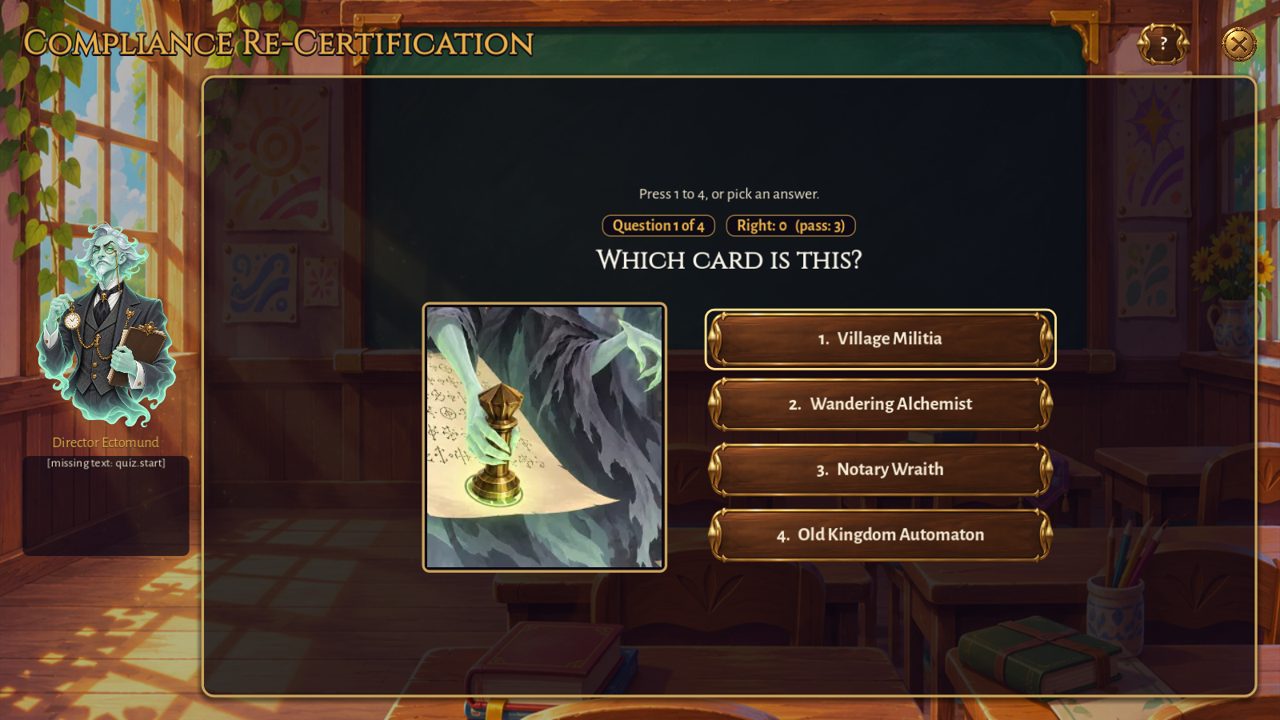 Compliance Re-Certification
?
Press 1 to 4, or pick an answer.
Question 1 of 4
Right: 0 (pass: 3)
Which card is this?
1. Village Militia
2. Wandering Alchemist
3. Notary Wraith
4. Old Kingdom Automaton
Director Ectomund
[missing text: quiz.start]